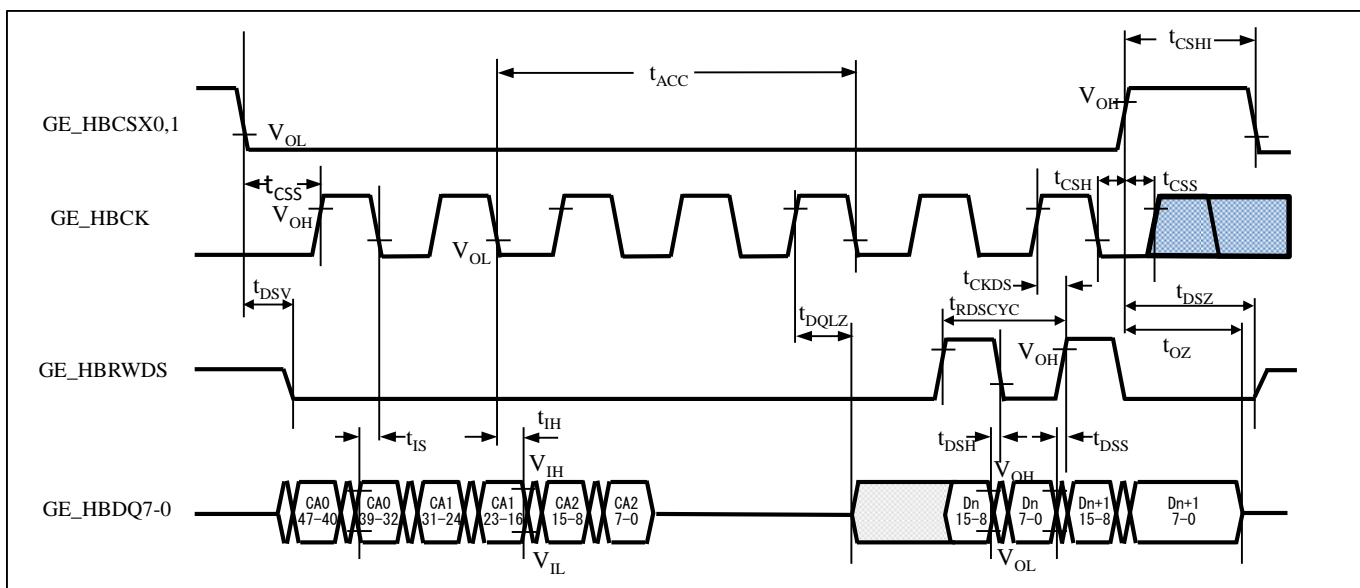 tCSHI
tACC
VOH
GE_HBCSX0,1
VOL
tCSS
tCSH
tCSS
VOH
GE_HBCK
VOL
tCKDS
tDSV
tDSZ
tRDSCYC
tDQLZ
VOH
tOZ
GE_HBRWDS
tIH
tIS
tDSH
tDSS
VIH
VOH
GE_HBDQ7-0
CA0
47-40
CA0
39-32
CA1
31-24
CA1
23-16
CA2
15-8
CA2
7-0
Dn
15-8
Dn
7-0
Dn+1
15-8
Dn+1
7-0
VIL
VOL